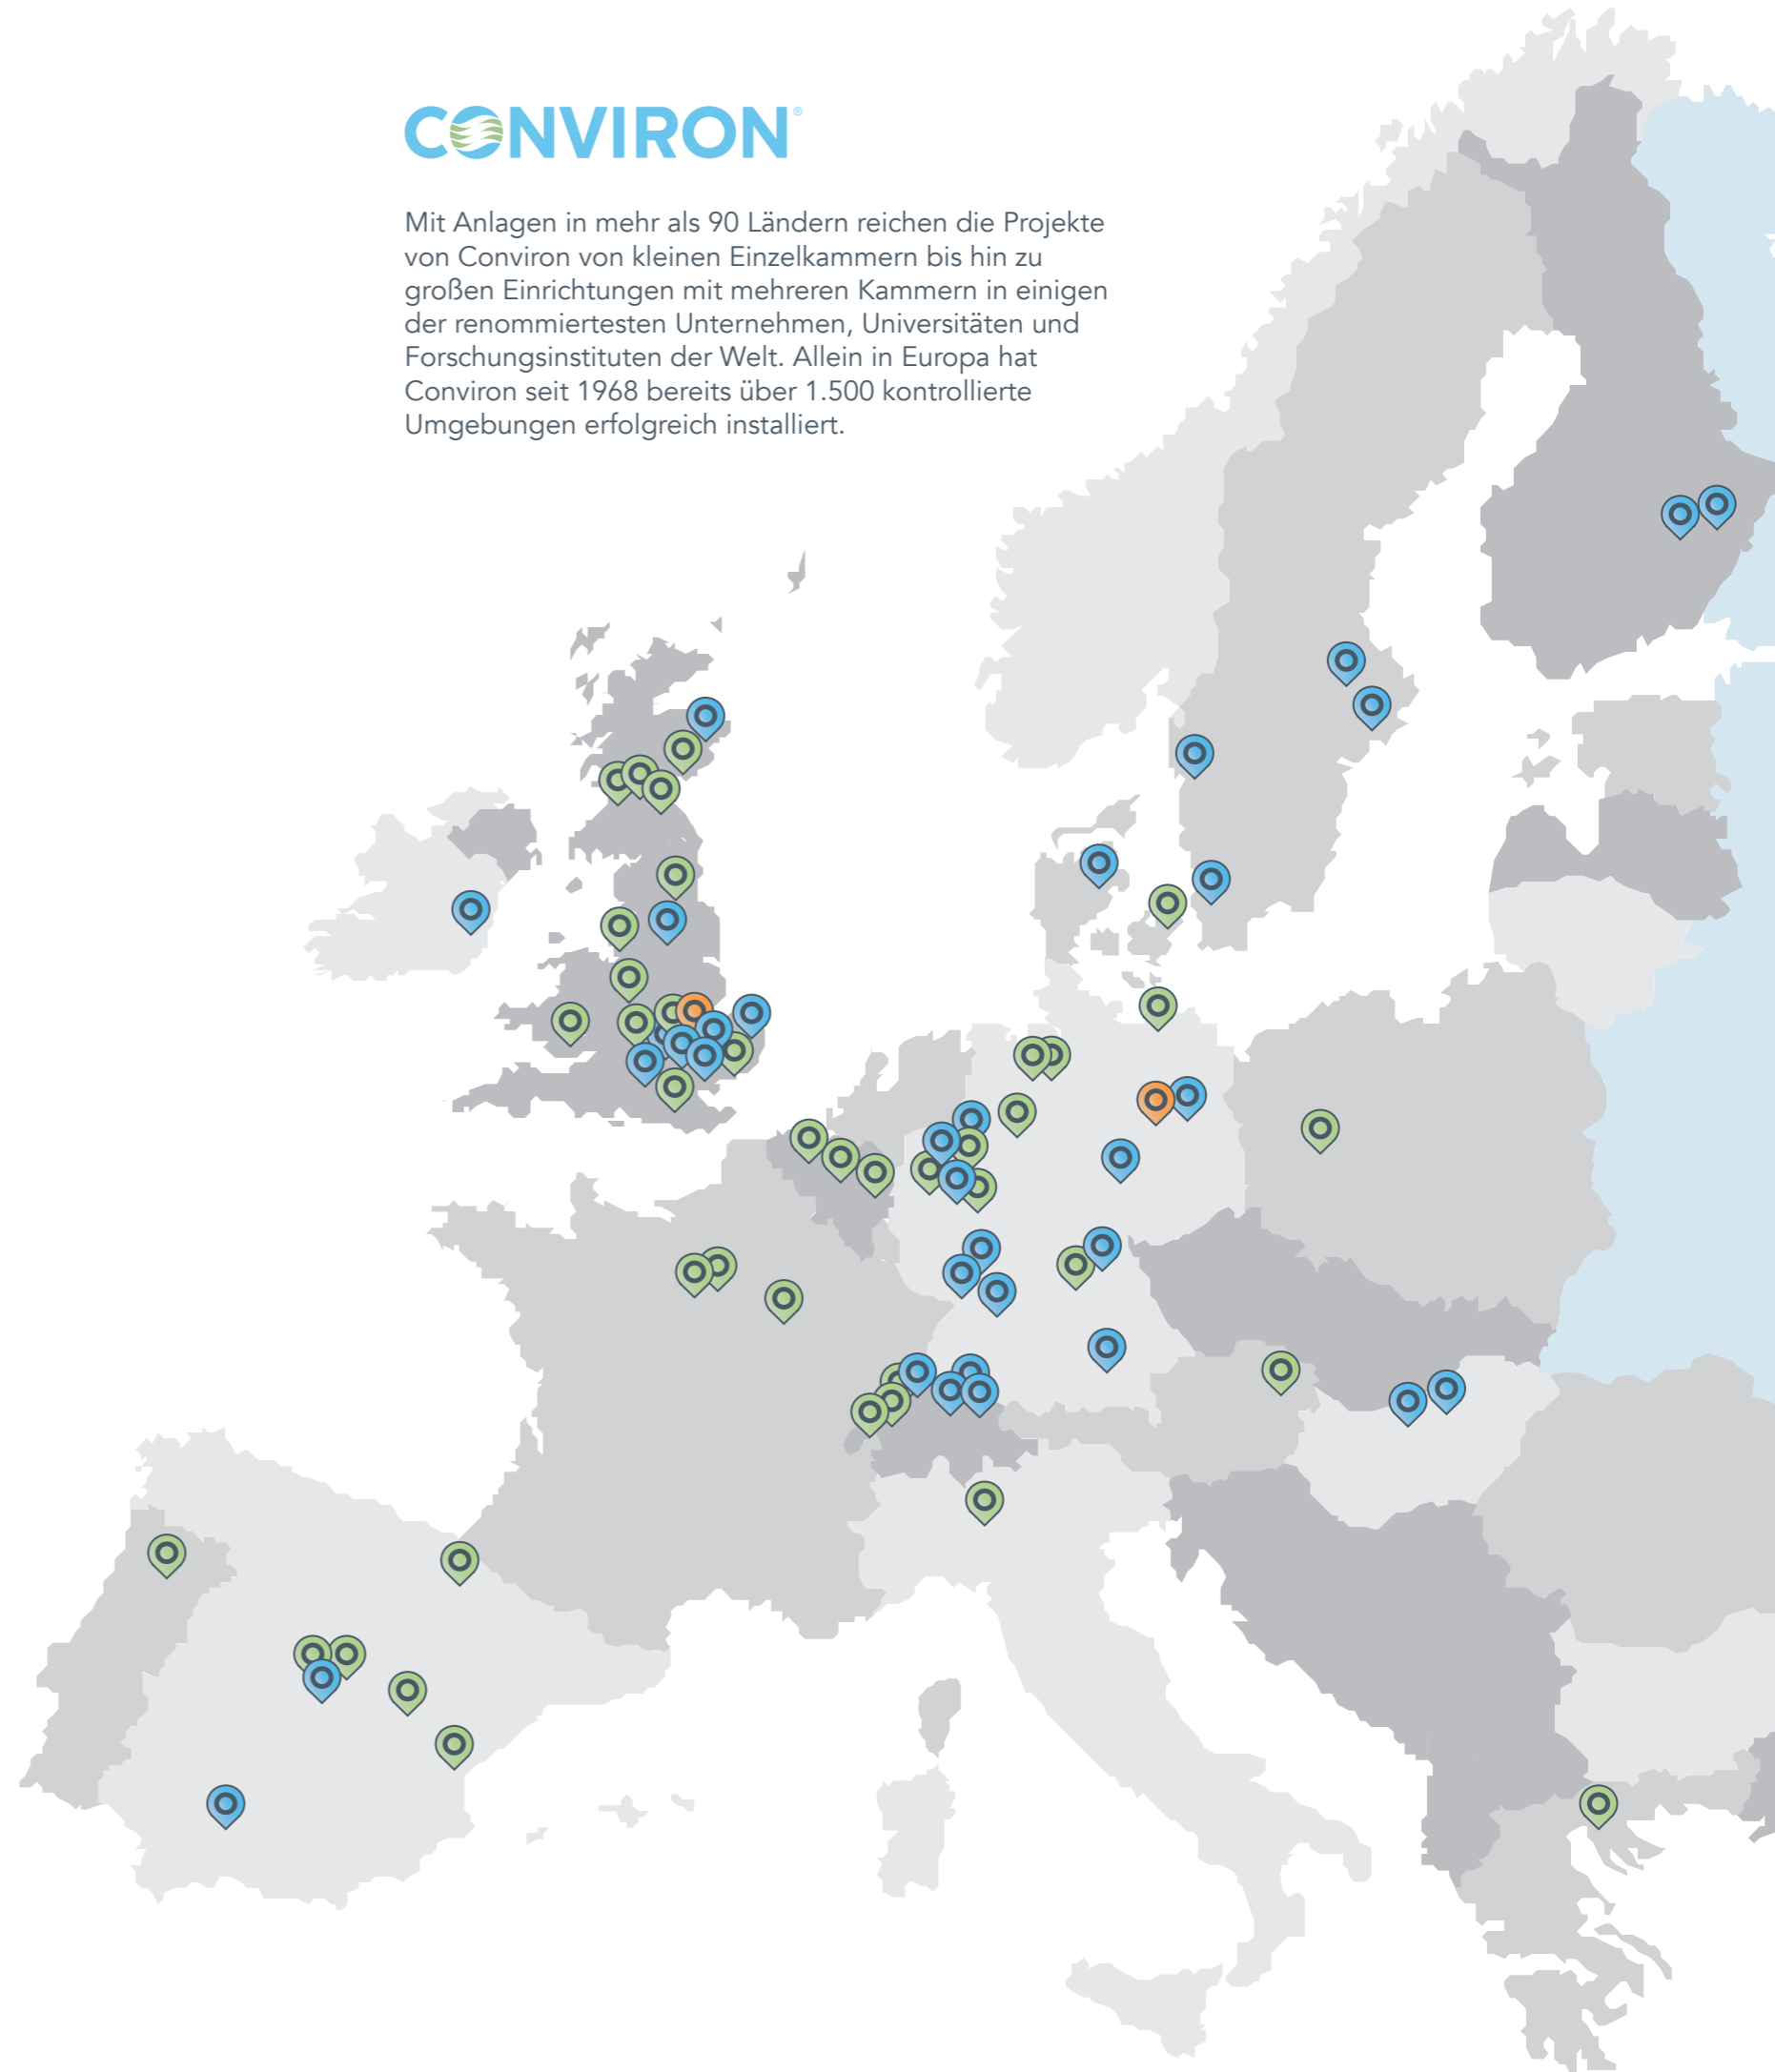 CONVIRON®
Mit Anlagen in mehr als 90 Ländern reichen die Projekte
von Conviron von kleinen Einzelkammern bis hin zu
großen Einrichtungen mit mehreren Kammern in einigen
der renommiertesten Unternehmen, Universitäten und
Forschungsinstituten der Welt. Allein in Europa hat
Conviron seit 1968 bereits über 1.500 kontrollierte
Umgebungen erfolgreich installiert.